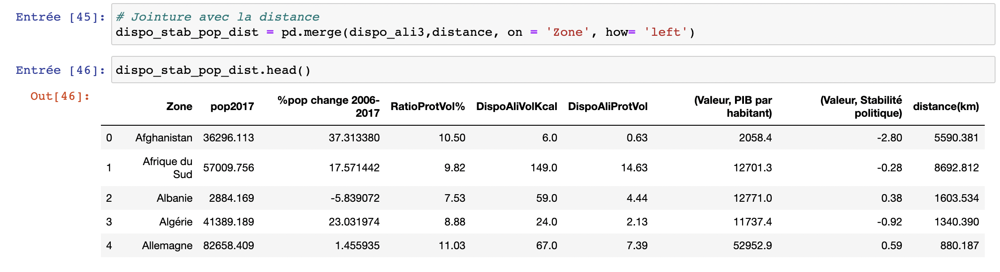 Entrée [45]: # Jointure avec la distance
dispo_stab_pop_dist = pd.merge(dispo_ali3,distance, on = 'Zone', how= 'left')
Entrée [46]: dispo_stab_pop_dist.head()
Out[46]:
Zone pop2017 %pop change 2006-2017 RatioProtVol% DispoAliVolKcal DispoAliProtVol (Valeur, PIB par habitant) (Valeur, Stabilité politique) distance(km)
0 Afghanistan 36296.113 37.313380 10.50 6.0 0.63 2058.4 -2.80 5590.381
1 Afrique du Sud 57009.756 17.571442 9.82 149.0 14.63 12701.3 -0.28 8692.812
2 Albanie 2884.169 -5.839072 7.53 59.0 4.44 12771.0 0.38 1603.534
3 Algérie 41389.189 23.031974 8.88 24.0 2.13 11737.4 -0.92 1340.390
4 Allemagne 82658.409 1.455935 11.03 67.0 7.39 52952.9 0.59 880.187